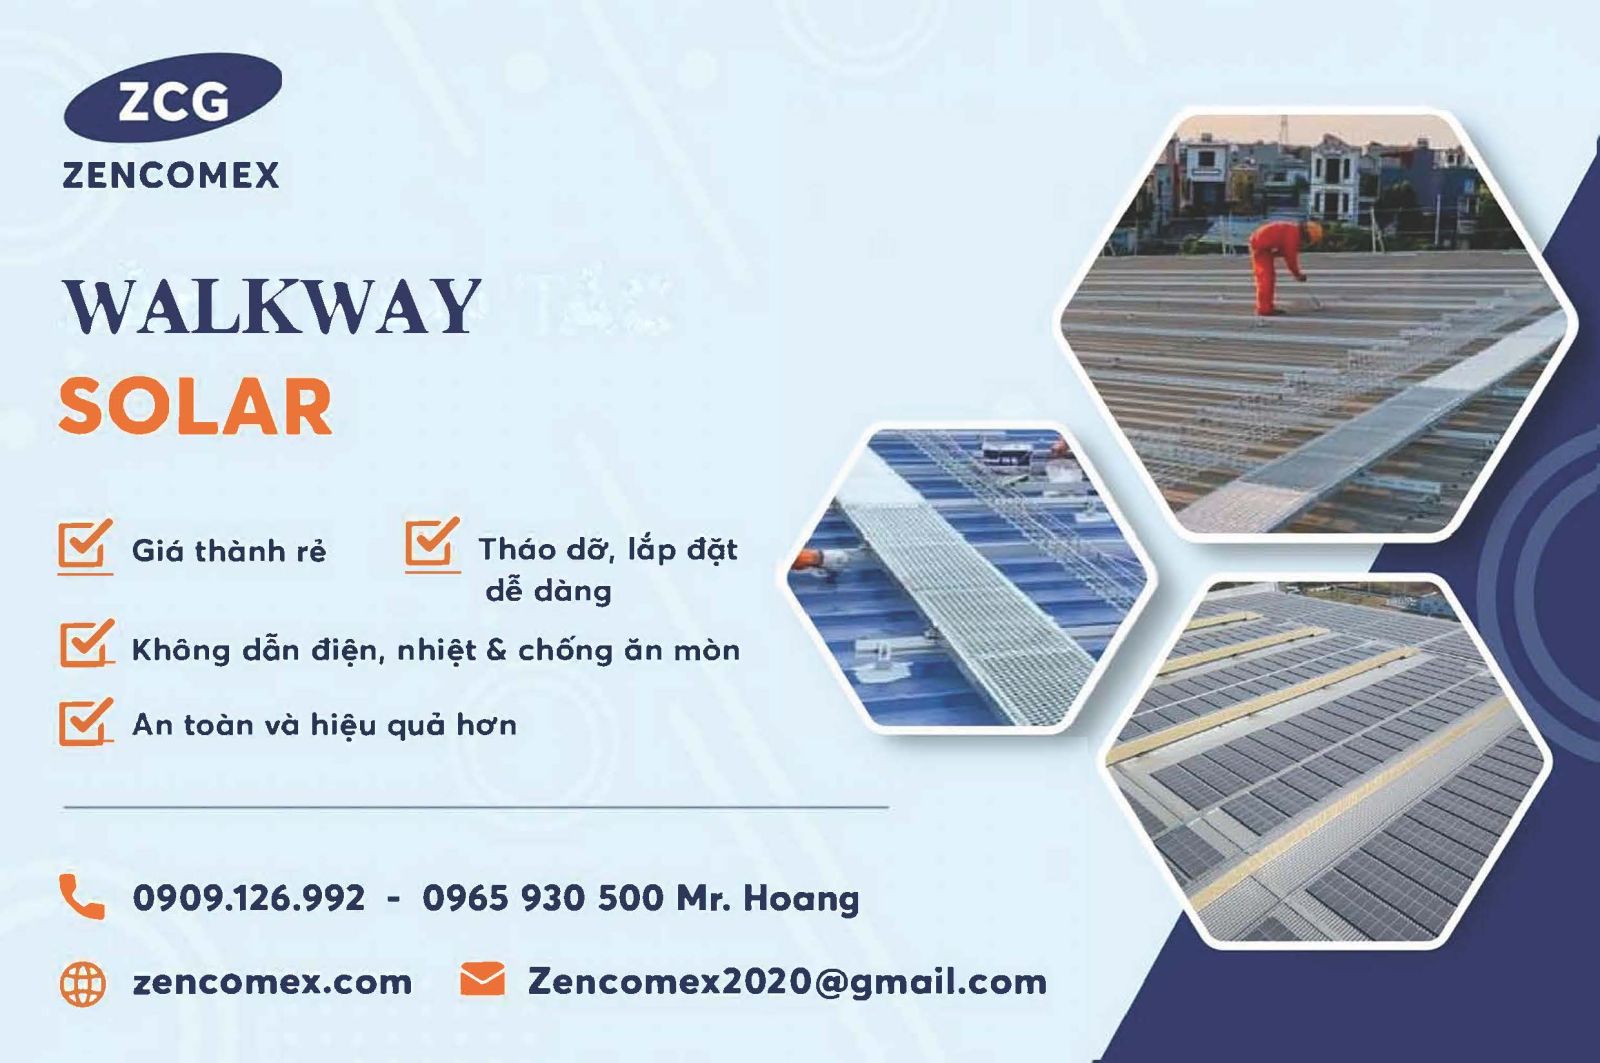 ZCG
ZENCOMEX
WALKWAY
SOLAR
Giá thành rẻ
Tháo dỡ, lắp đặt
dễ dàng
Không dẫn điện, nhiệt & chống ăn mòn
An toàn và hiệu quả hơn
0909.126.992 - 0965 930 500 Mr. Hoang
zencomex.com
Zencomex2020@gmail.com